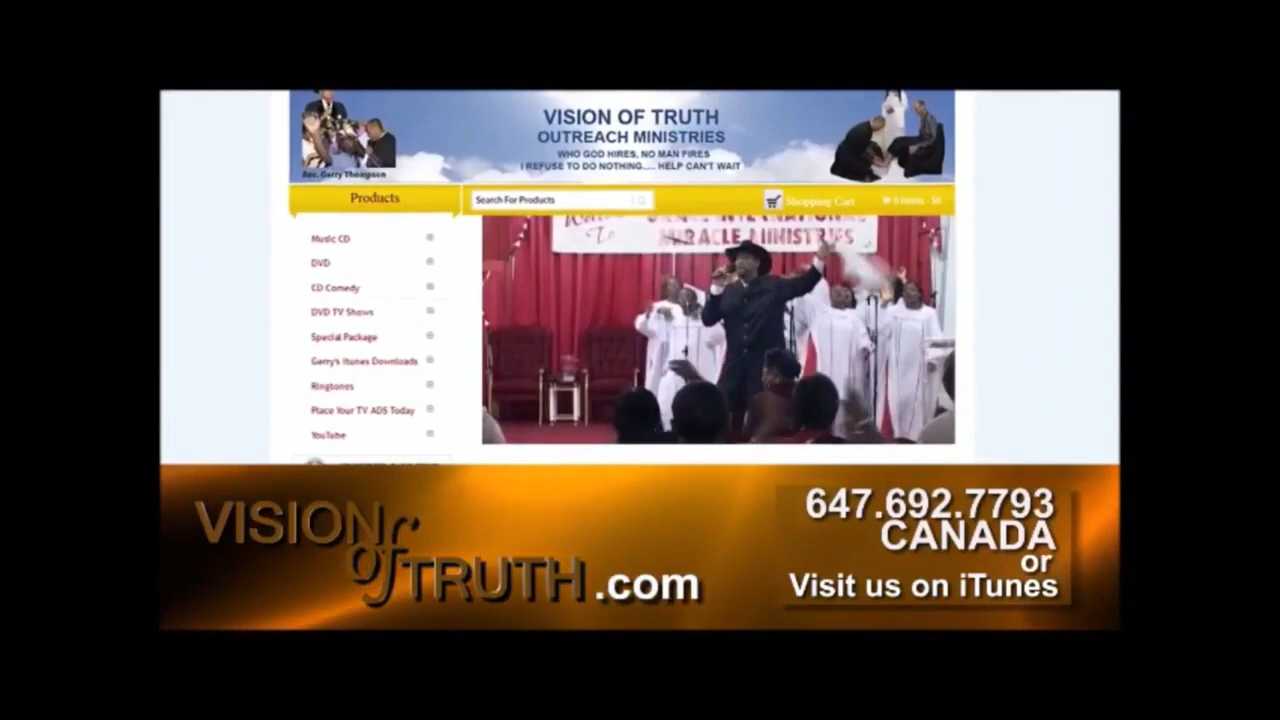 VISION OF TRUTH
OUTREACH MINISTRIES
WHO GOD HIRES, NO MAN FIRES
I REFUSE TO DO NOTHING..... HELP CAN'T WAIT
Rev. Gerry Thompson
Products
Search For Products
Shopping Cart
0 items - $0
MIRACLE MINISTRIES
Music CD
DVD
CD Comedy
DVD TV Shows
Special Package
Gerry's Itunes Downloads
Ringtones
Place Your TV ADS Today
YouTube
VISION
of TRUTH .com
647.692.7793
CANADA
or
Visit us on iTunes